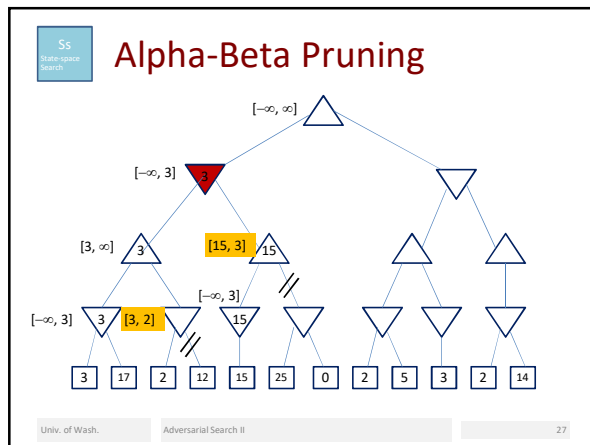 Ss
State-space
Search
Alpha-Beta Pruning
[−∞, ∞]
[−∞, 3] 3
[3, ∞] 3 [15, 3] 15
[−∞, 3]
[−∞, 3] 3 [3, 2] 15
3 17 2 12 15 25 0 2 5 3 2 14
Univ. of Wash. Adversarial Search II 27